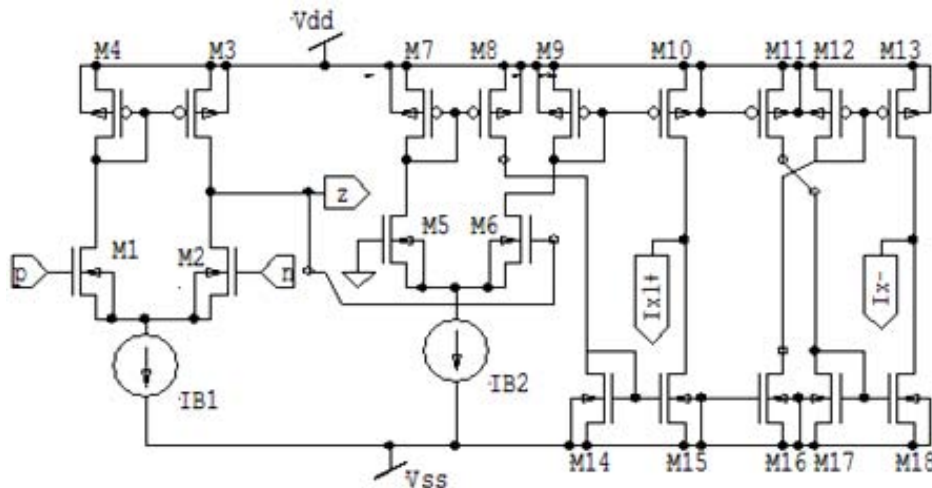 Vdd
M4 M3 M7 M8 M9 M10 M11 M12 M13
z
M5 M6
M1 M2
p n
Ix1+ Ix-
IB1 IB2
M14 M15 M16 M17 M18
Vss